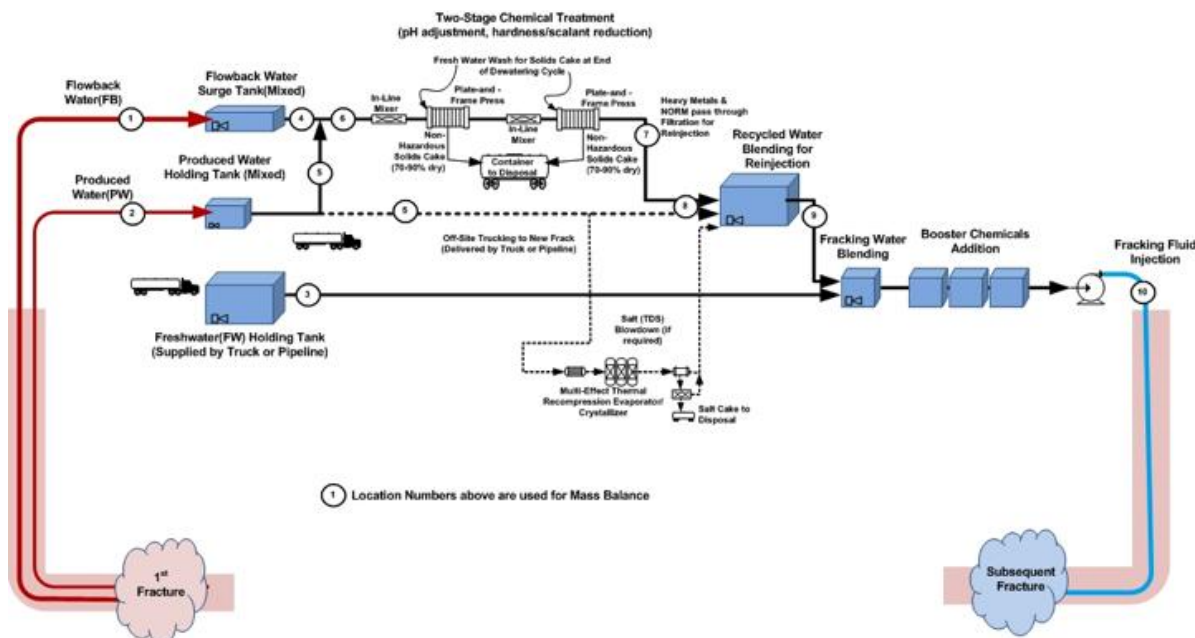 Two-Stage Chemical Treatment
(pH adjustment, hardness/scalant reduction)
Fresh Water Wash for Solids Cake at End
of Dewatering Cycle
Flowback
Water(FB)
Flowback Water
Surge Tank(Mixed)
In-Line
Mixer
Plate-and -
Frame Press
In-Line
Mixer
Plate-and -
Frame Press
Heavy Metals &
NORM pass through
Filtration for
Reinjection
1
4
6
7
Non-
Hazardous
Solids Cake
(70-90% dry)
Container
to Disposal
Non-
Hazardous
Solids Cake
(70-90% dry)
Recycled Water
Blending for
Reinjection
Produced Water
Holding Tank (Mixed)
Produced
Water(PW)
5
2
5
8
9
Off-Site Trucking to New Frack
(Delivered by Truck or Pipeline)
Fracking Water
Blending
Booster Chemicals
Addition
Fracking Fluid
Injection
3
10
Freshwater(FW) Holding Tank
(Supplied by Truck or Pipeline)
Salt (TDS)
Blowdown (if
required)
Multi-Effect Thermal
Recompression Evaporator/
Crystallizer
Salt Cake to
Disposal
1 Location Numbers above are used for Mass Balance
1st
Fracture
Subsequent
Fracture